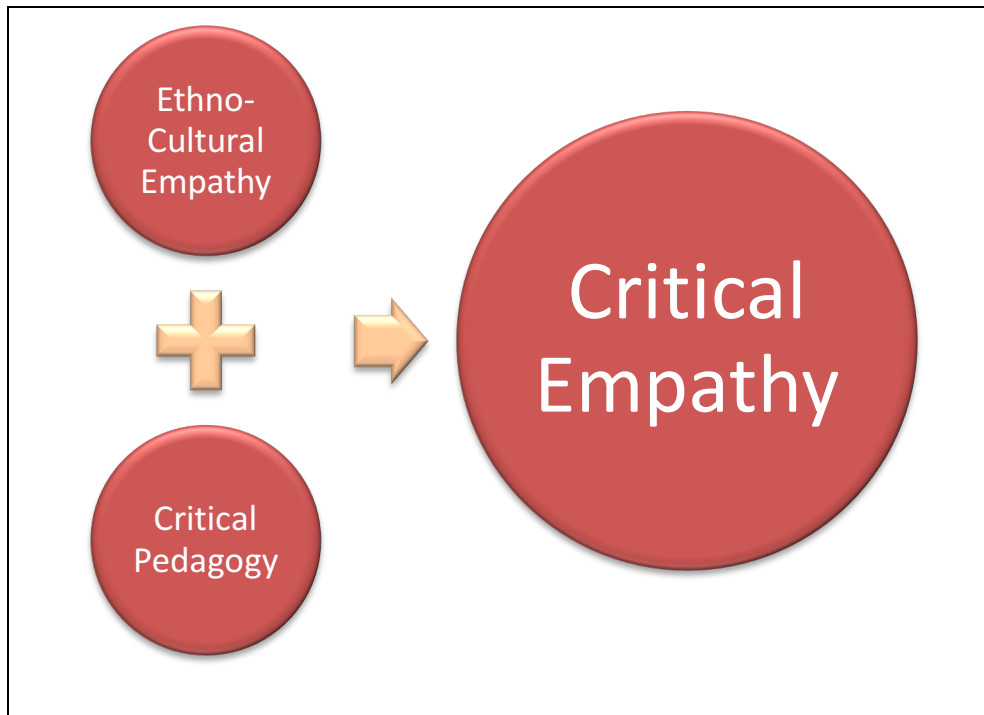 Ethno-
Cultural
Empathy
Critical
Pedagogy
Critical
Empathy